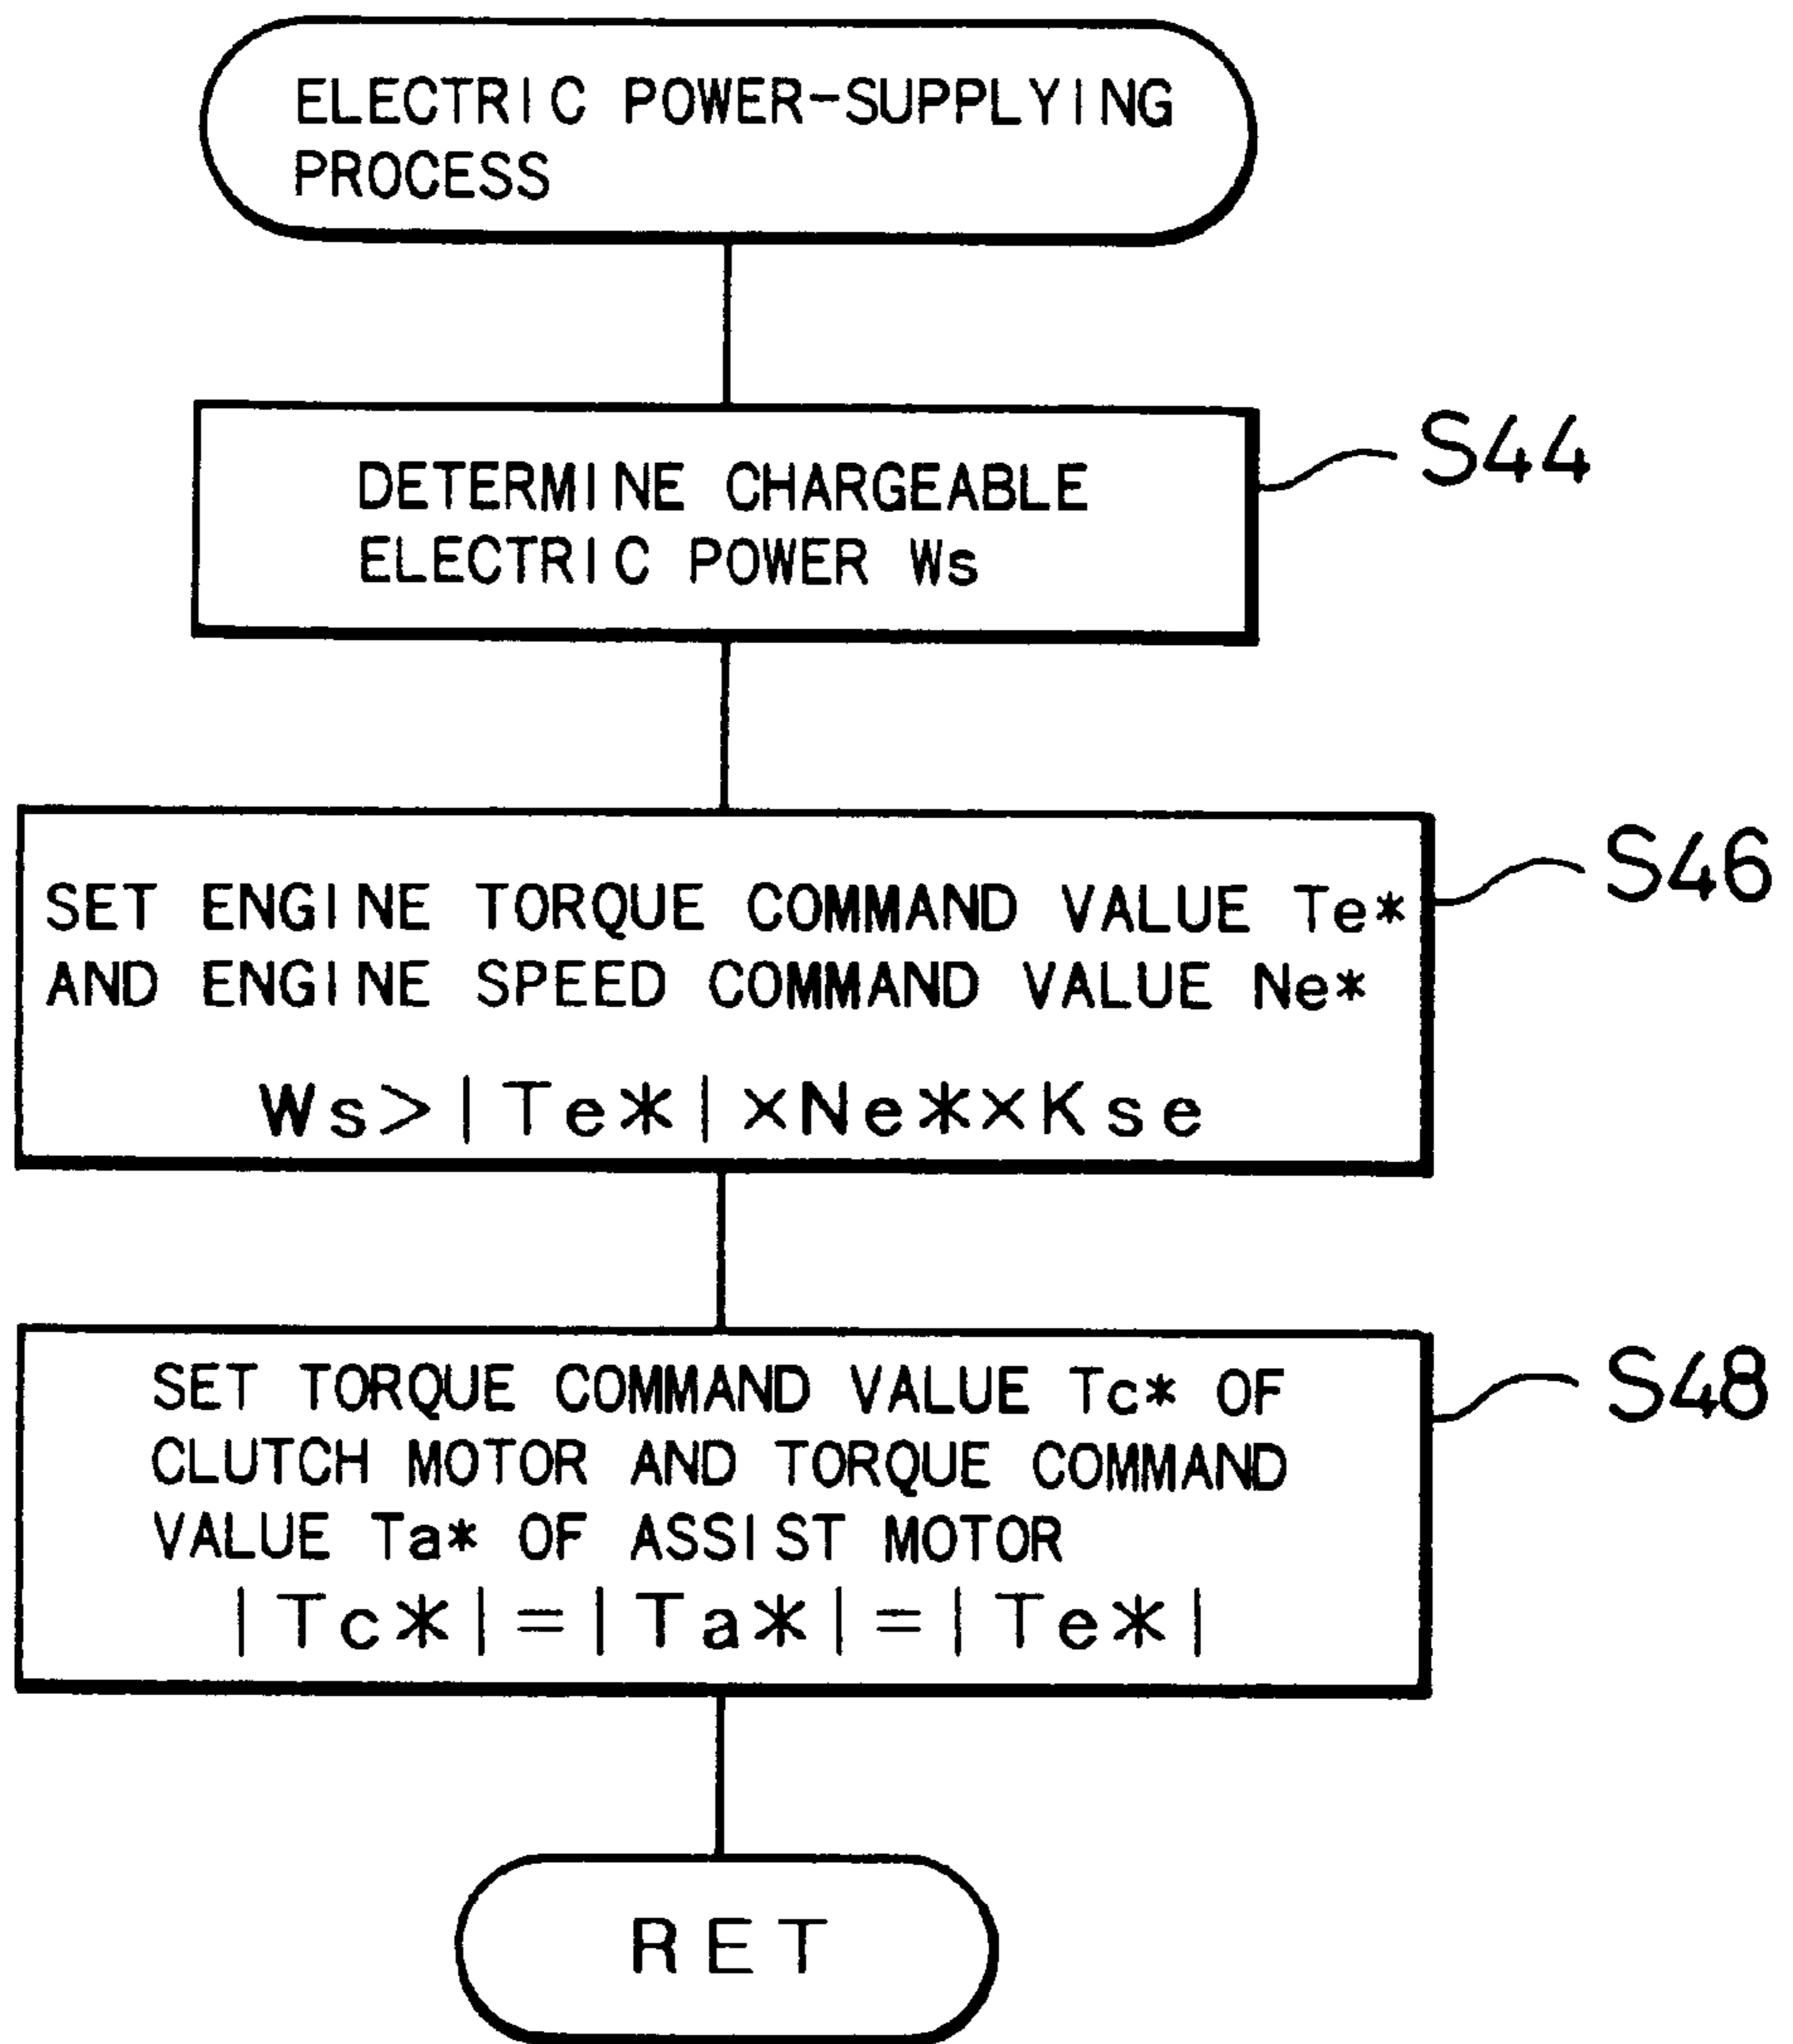 ELECTRIC POWER-SUPPLYING
PROCESS
DETERMINE CHARGEABLE
ELECTRIC POWER Ws
S44
SET ENGINE TORQUE COMMAND VALUE Te*
AND ENGINE SPEED COMMAND VALUE Ne*
Ws>|Te*|×Ne*×Kse
S46
SET TORQUE COMMAND VALUE Tc* OF
CLUTCH MOTOR AND TORQUE COMMAND
VALUE Ta* OF ASSIST MOTOR
|Tc*|=|Ta*|=|Te*|
S48
RET